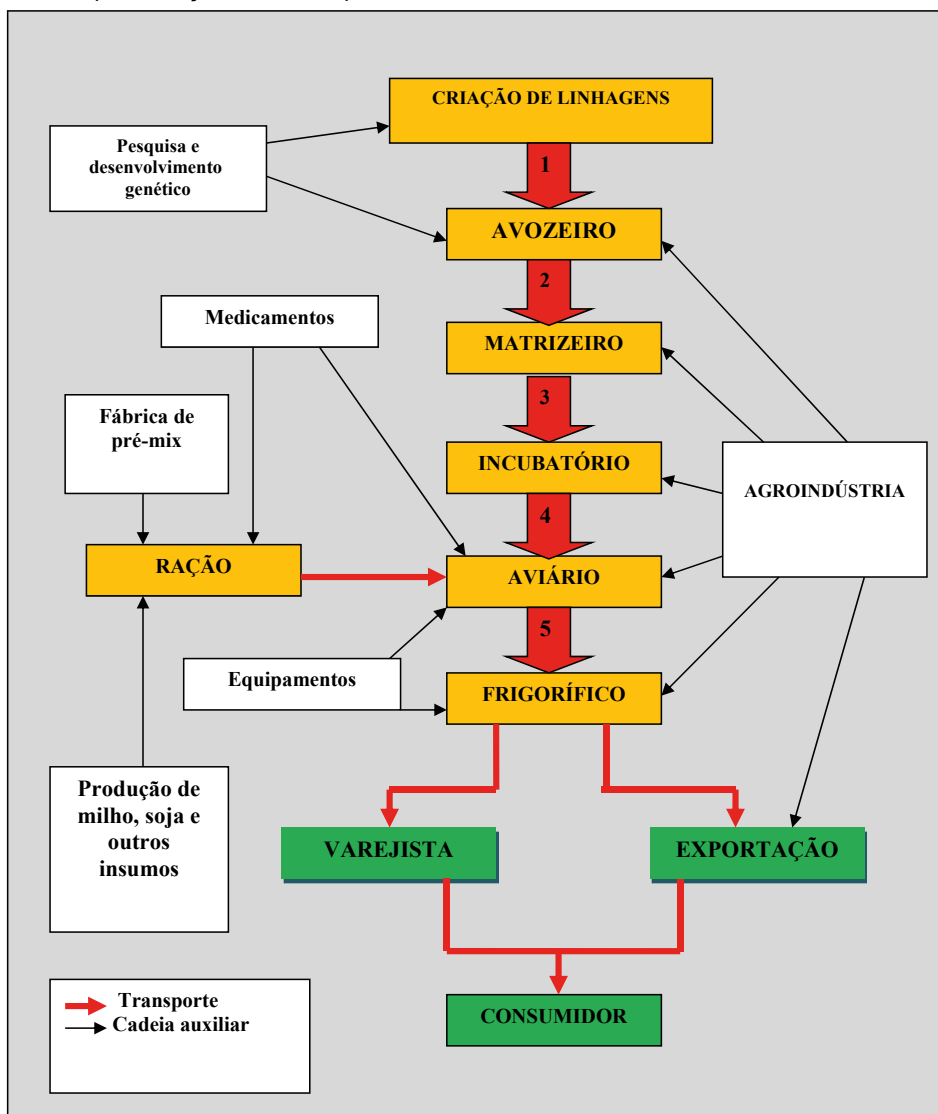 CRIAÇÃO DE LINHAGENS
Pesquisa e
desenvolvimento
genético
1
AVOZEIRO
2
Medicamentos
MATRIZEIRO
3
Fábrica de
pré-mix
INCUBATÓRIO
AGROINDÚSTRIA
4
RAÇÃO
AVIÁRIO
5
Equipamentos
FRIGORÍFICO
Produção de
milho, soja e
outros
insumos
VAREJISTA
EXPORTAÇÃO
Transporte
Cadeia auxiliar
CONSUMIDOR